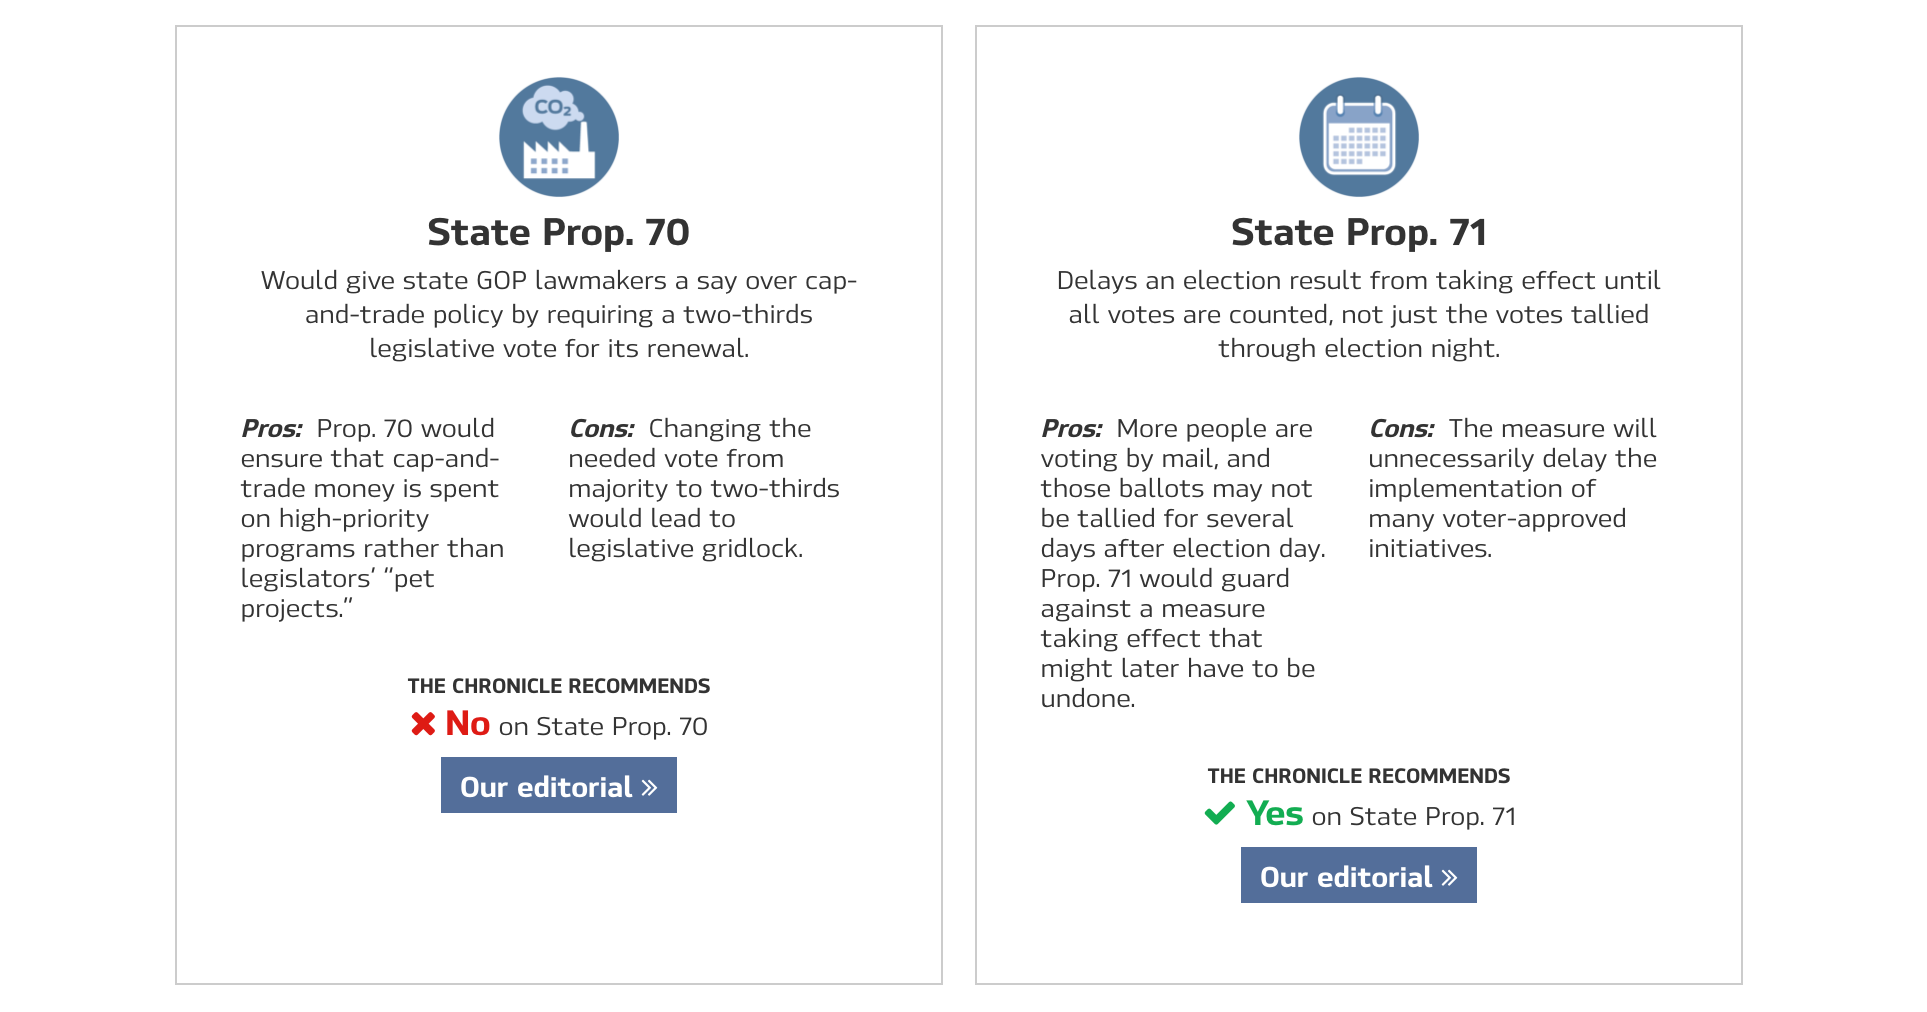 CO₂
State Prop. 70
Would give state GOP lawmakers a say over cap-
and-trade policy by requiring a two-thirds
legislative vote for its renewal.
Pros: Prop. 70 would
ensure that cap-and-
trade money is spent
on high-priority
programs rather than
legislators’ “pet
projects.”
Cons: Changing the
needed vote from
majority to two-thirds
would lead to
legislative gridlock.
THE CHRONICLE RECOMMENDS
No on State Prop. 70
Our editorial »
State Prop. 71
Delays an election result from taking effect until
all votes are counted, not just the votes tallied
through election night.
Pros: More people are
voting by mail, and
those ballots may not
be tallied for several
days after election day.
Prop. 71 would guard
against a measure
taking effect that
might later have to be
undone.
Cons: The measure will
unnecessarily delay the
implementation of
many voter-approved
initiatives.
THE CHRONICLE RECOMMENDS
Yes on State Prop. 71
Our editorial »